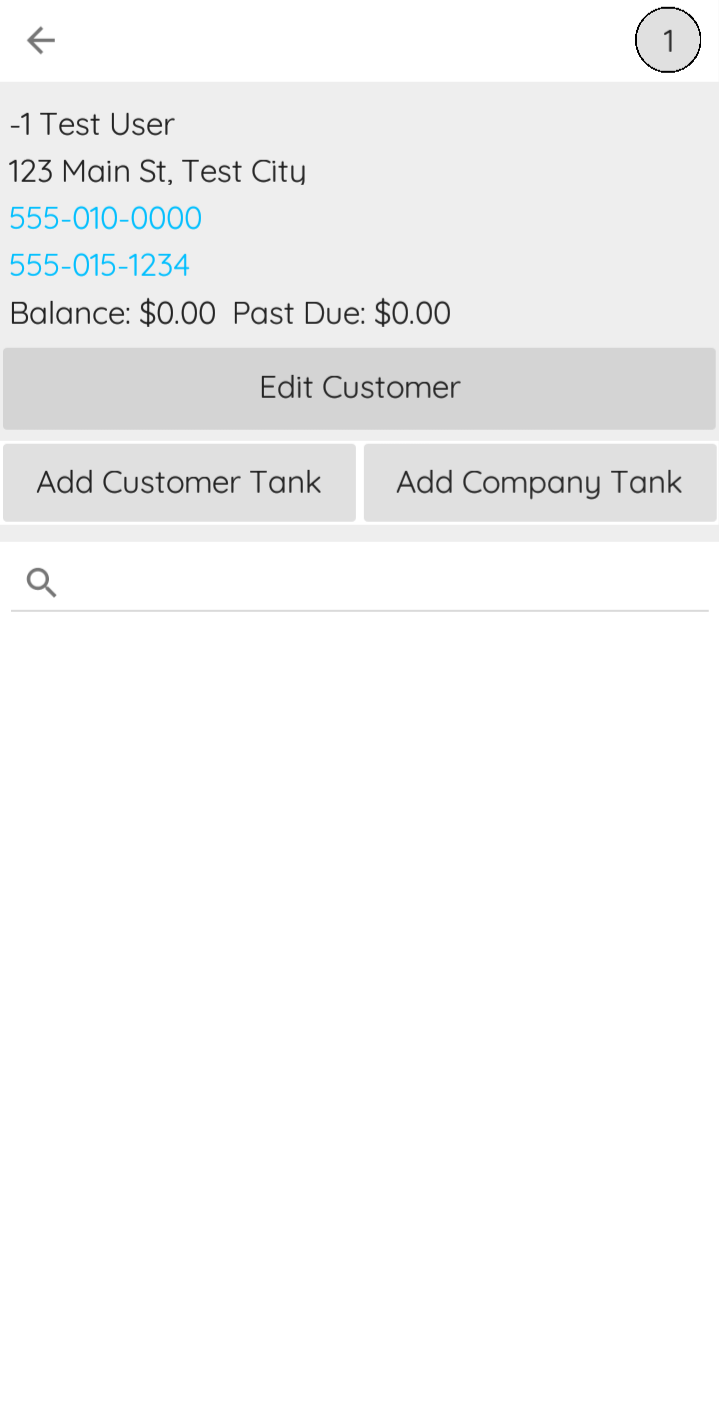 1
-1 Test User
123 Main St, Test City
555-010-0000
555-015-1234
Balance: $0.00 Past Due: $0.00
Edit Customer
Add Customer Tank Add Company Tank